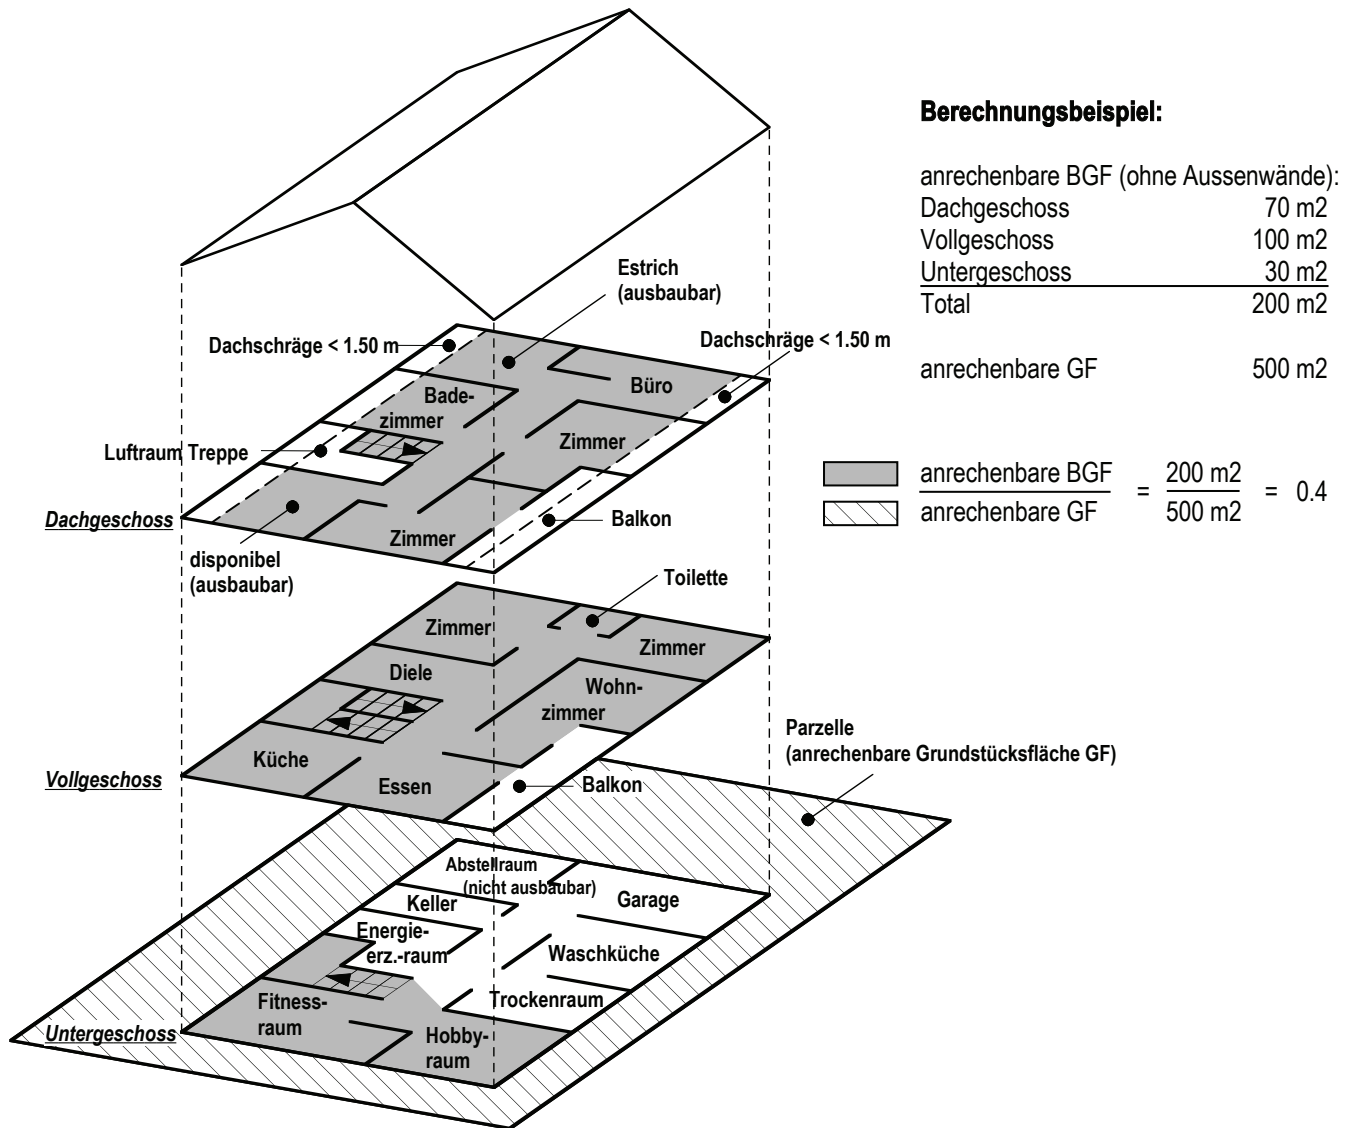 Berechnungsbeispiel:
anrechenbare BGF (ohne Aussenwände):
Dachgeschoss 70 m2
Vollgeschoss 100 m2
Untergeschoss 30 m2
Total 200 m2
anrechenbare GF 500 m2
anrechenbare BGF
anrechenbare GF
=
200 m2
500 m2
= 0.4
Estrich
(ausbaubar)
Dachschräge < 1.50 m
Dachschräge < 1.50 m
Büro
Bade-
zimmer
Zimmer
Luftraum Treppe
Dachgeschoss
Zimmer
Balkon
disponibel
(ausbaubar)
Toilette
Zimmer
Zimmer
Diele
Wohn-
zimmer
Küche
Essen
Balkon
Vollgeschoss
Parzelle
(anrechenbare Grundstücksfläche GF)
Abstellraum
(nicht ausbaubar)
Keller
Garage
Energie-
erz.-raum
Waschküche
Trockenraum
Fitness-
raum
Hobby-
raum
Untergeschoss